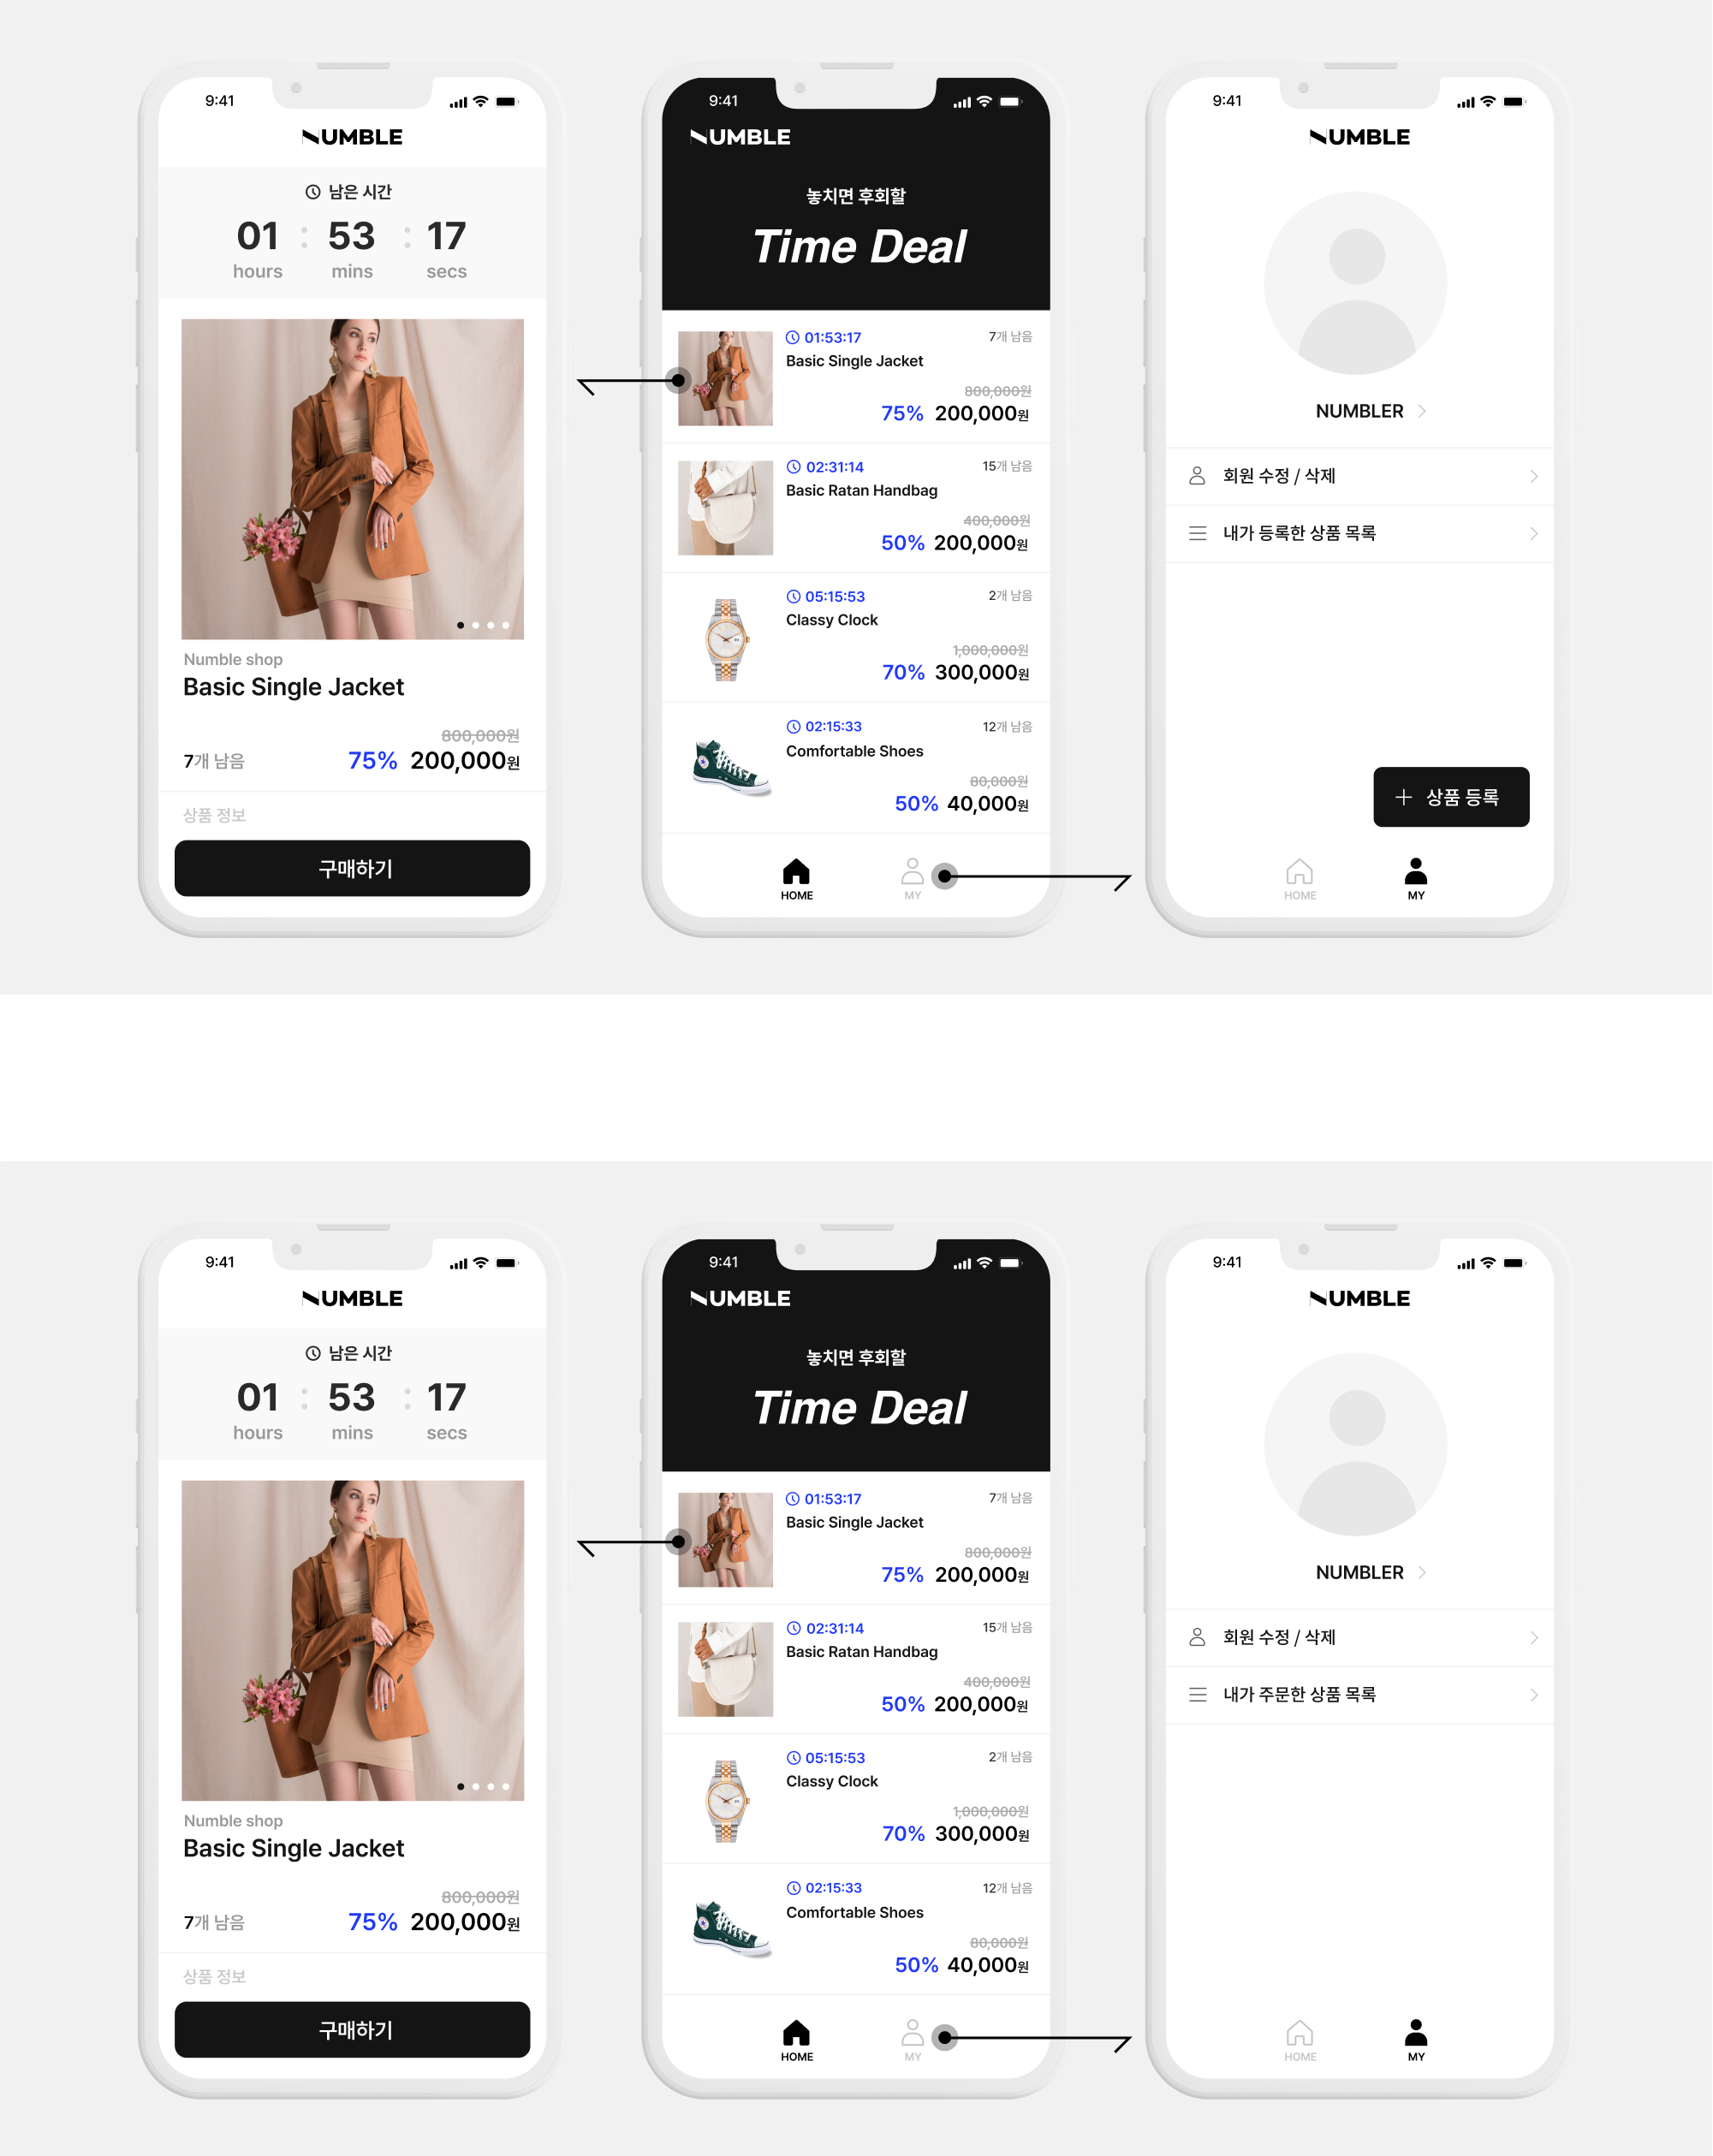 9:41
NUMBLE
남은 시간
01 : 53 : 17
hours mins secs
Numble shop
Basic Single Jacket
800,000원
7개 남음 75% 200,000원
상품 정보
구매하기
9:41
NUMBLE
놓치면 후회할
Time Deal
01:53:17 7개 남음
Basic Single Jacket
800,000원
75% 200,000원
02:31:14 15개 남음
Basic Ratan Handbag
400,000원
50% 200,000원
05:15:53 2개 남음
Classy Clock
1,000,000원
70% 300,000원
02:15:33 12개 남음
Comfortable Shoes
80,000원
50% 40,000원
HOME MY
9:41
NUMBLE
NUMBLER
회원 수정 / 삭제
내가 등록한 상품 목록
상품 등록
HOME MY
9:41
NUMBLE
남은 시간
01 : 53 : 17
hours mins secs
Numble shop
Basic Single Jacket
800,000원
7개 남음 75% 200,000원
상품 정보
구매하기
9:41
NUMBLE
놓치면 후회할
Time Deal
01:53:17 7개 남음
Basic Single Jacket
800,000원
75% 200,000원
02:31:14 15개 남음
Basic Ratan Handbag
400,000원
50% 200,000원
05:15:53 2개 남음
Classy Clock
1,000,000원
70% 300,000원
02:15:33 12개 남음
Comfortable Shoes
80,000원
50% 40,000원
HOME MY
9:41
NUMBLE
NUMBLER
회원 수정 / 삭제
내가 주문한 상품 목록
HOME MY